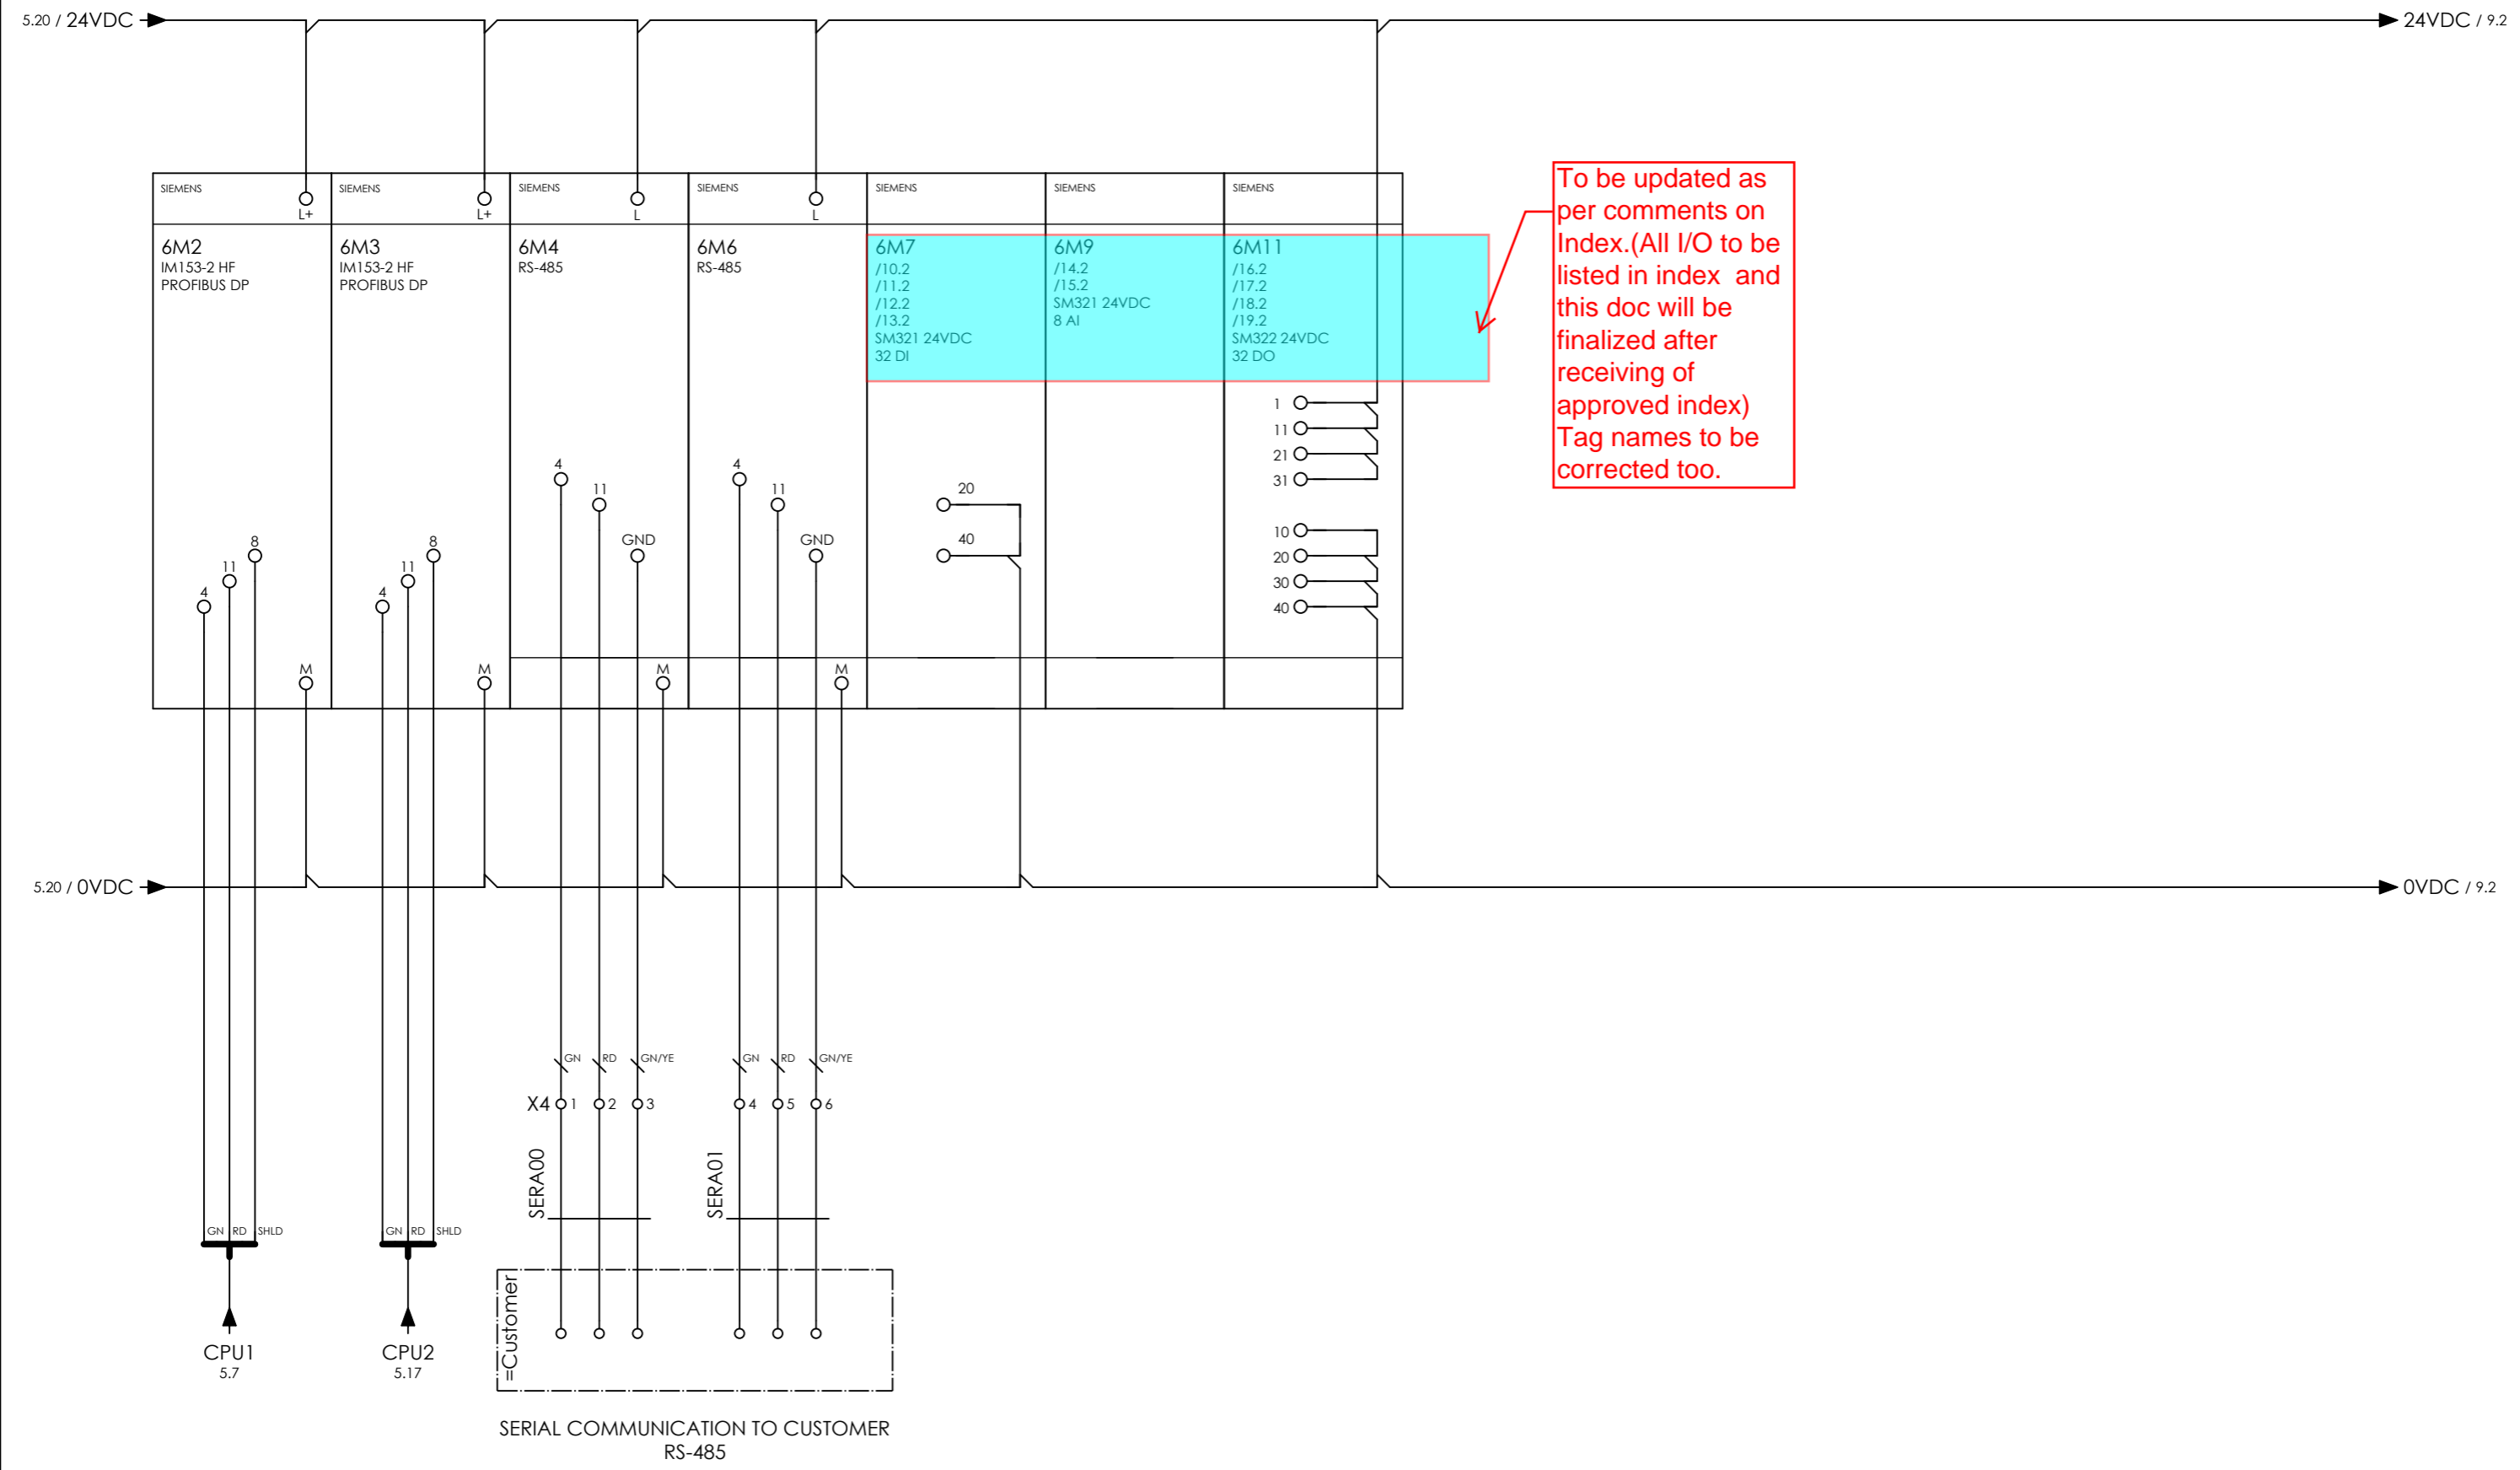 5.20 / 24VDC
24VDC / 9.2
SIEMENS
L+
6M2
IM153-2 HF
PROFIBUS DP
4
11
8
M
SIEMENS
L+
6M3
IM153-2 HF
PROFIBUS DP
4
11
8
M
SIEMENS
L
6M4
RS-485
4
11
GND
M
SIEMENS
L
6M6
RS-485
4
11
GND
M
SIEMENS
6M7
/10.2
/11.2
/12.2
/13.2
SM321 24VDC
32 DI
20
40
SIEMENS
6M9
/14.2
/15.2
SM321 24VDC
8 AI
SIEMENS
6M11
/16.2
/17.2
/18.2
/19.2
SM322 24VDC
32 DO
1
11
21
31
10
20
30
40
To be updated as
per comments on
Index.(All I/O to be
listed in index and
this doc will be
finalized after
receiving of
approved index)
Tag names to be
corrected too.
5.20 / 0VDC
0VDC / 9.2
GN RD GN/YE
GN RD GN/YE
X4 1 2 3
4 5 6
SERA00
SERA01
GN RD SHLD
GN RD SHLD
CPU1
5.7
CPU2
5.17
=Customer
SERIAL COMMUNICATION TO CUSTOMER
RS-485